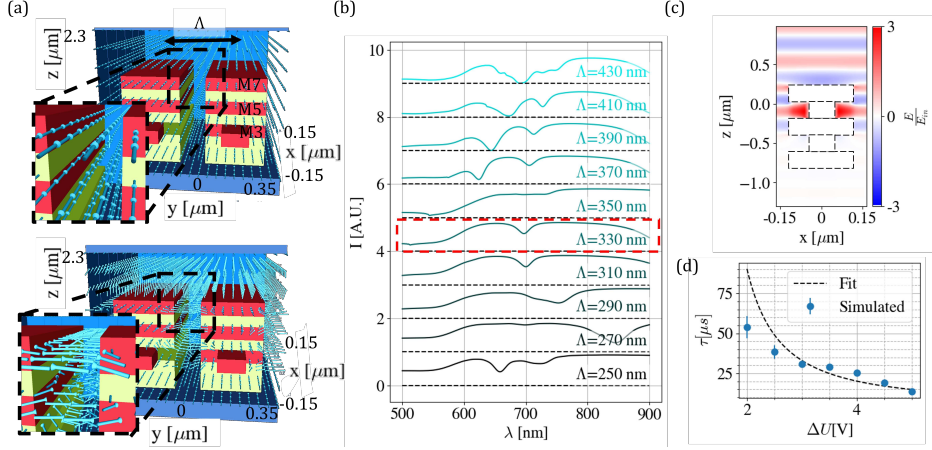 (a)
Λ
z [μm]
2.3
M7
M5
M3
0.15
x [μm]
-0.15
0
0.35
y [μm]
z [μm]
2.3
0.15
x [μm]
-0.15
0
0.35
y [μm]
(b)
10
8
6
4
2
0
I [A.U.]
Λ=430 nm
Λ=410 nm
Λ=390 nm
Λ=370 nm
Λ=350 nm
Λ=330 nm
Λ=310 nm
Λ=290 nm
Λ=270 nm
Λ=250 nm
500 600 700 800 900
λ [nm]
(c)
z [μm]
0.5
0.0
-0.5
−1.0
-0.15 0 0.15
x [μm]
3
0
-3
E/E_in
(d)
τ[μs]
75
50
25
Fit
Simulated
2 4
ΔU[V]